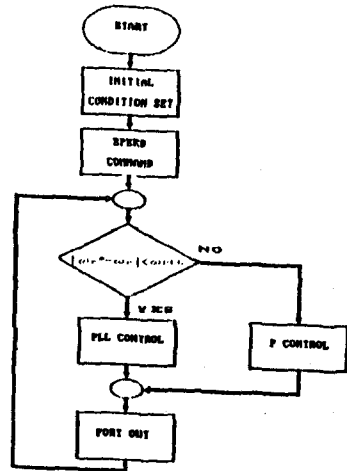 START
INITIAL
CONDITION SET
SPEED
COMMAND
NO
YES
PLL CONTROL
P CONTROL
PORT OUT